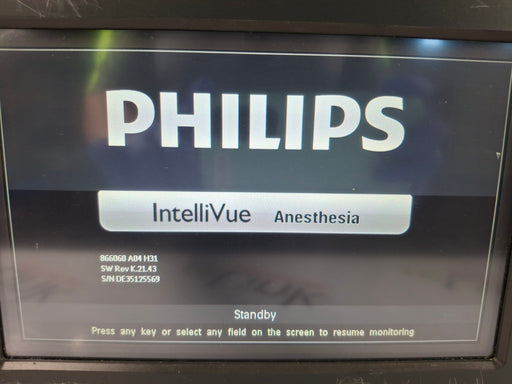 PHILIPS
IntelliVue Anesthesia
866060 A04 H31
SW Rev K.21.43
S/N DE35125569
Standby
Press any key or select any field on the screen to resume monitoring